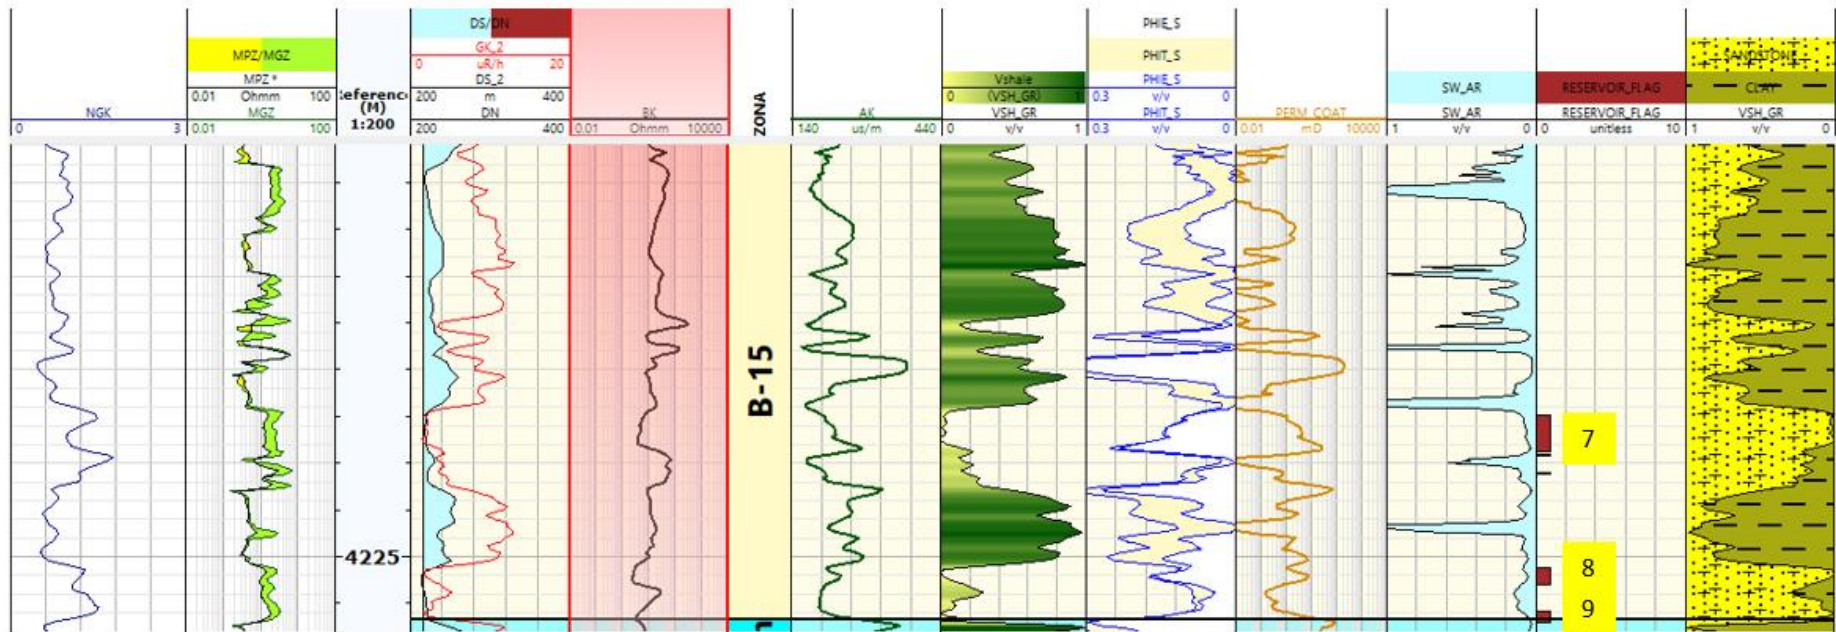 NGK
0 3
MPZ/MGZ
MPZ *
0.01 Ohmm 100
MGZ
0.01 100
(M)
1:200
DS/DN
GK_2
0 uR/h 20
DS_2
200 m 400
DN
200 400
BK
0.01 Ohmm 10000
ZONA
AK
140 us/m 440
Vshale
0 (VSH_GR) 1
VSH_GR
0 v/v 1
PHIE_S
PHIT_S
PHIE_S
0.3 v/v 0
PHIT_S
0.3 v/v 0
PERM_COAT
0.01 mD 10000
SW_AR
SW_AR
1 v/v 0
RESERVOIR_FLAG
RESERVOIR_FLAG
0 unitless 10
SANDSTONE
CLAY
VSH_GR
1 v/v 0
B-15
4225
7
8
9